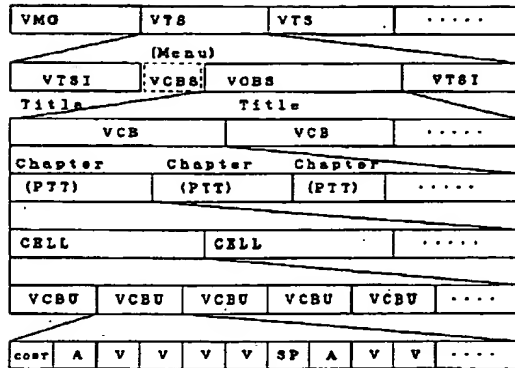 VMG VTS VTS .....
(Menu)
VTSI VCBS VOBS VTSI
Title Title
VCB VCB .....
Chapter Chapter Chapter
(PTT) (PTT) (PTT) .....
CELL CELL .....
VCBU VCBU VCBU VCBU VCBU ....
A V V V V SP A V V ....